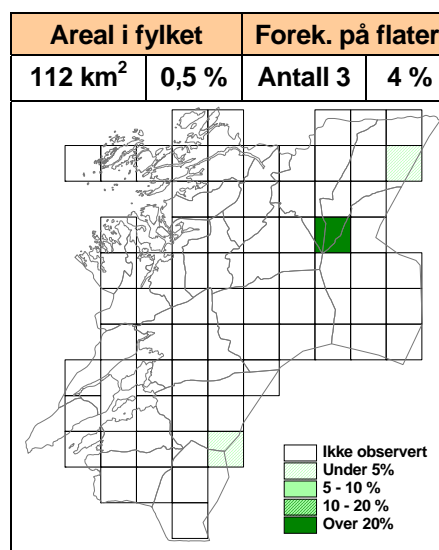 Areal i fylket Forek. på flater
112 km² 0,5 % Antall 3 4 %
Ikke observert
Under 5%
5 - 10 %
10 - 20 %
Over 20%